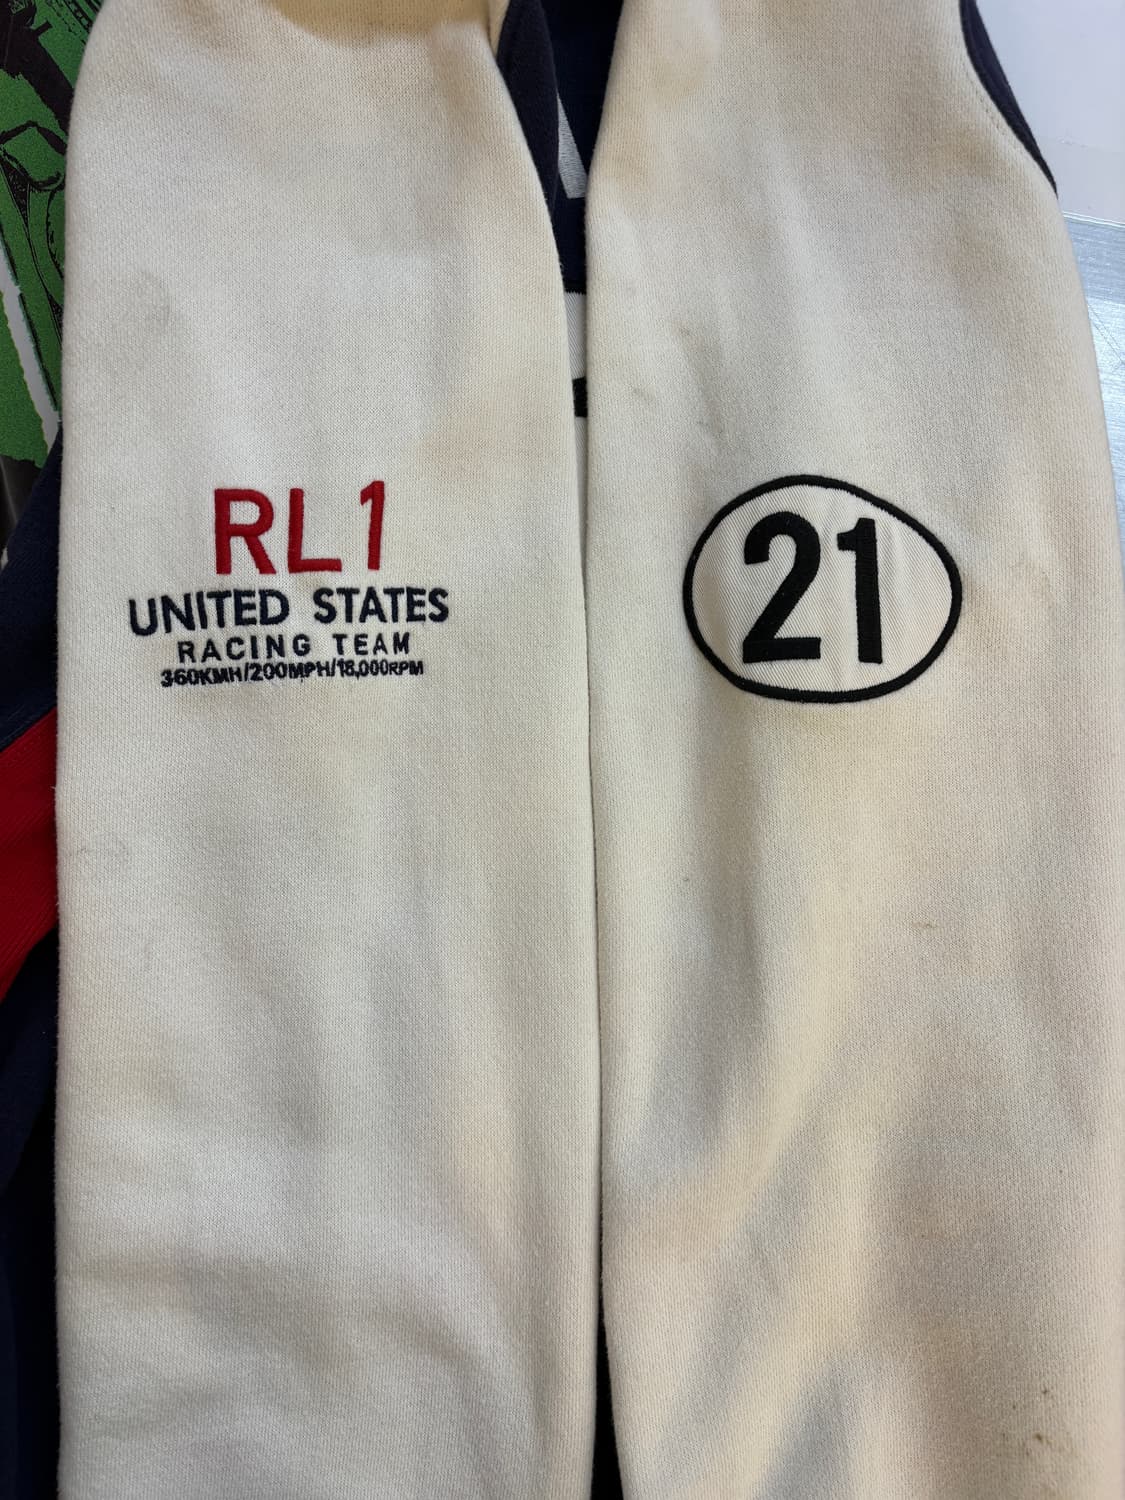 RL1
UNITED STATES
RACING TEAM
360KMH/200MPH/18,000RPM
21